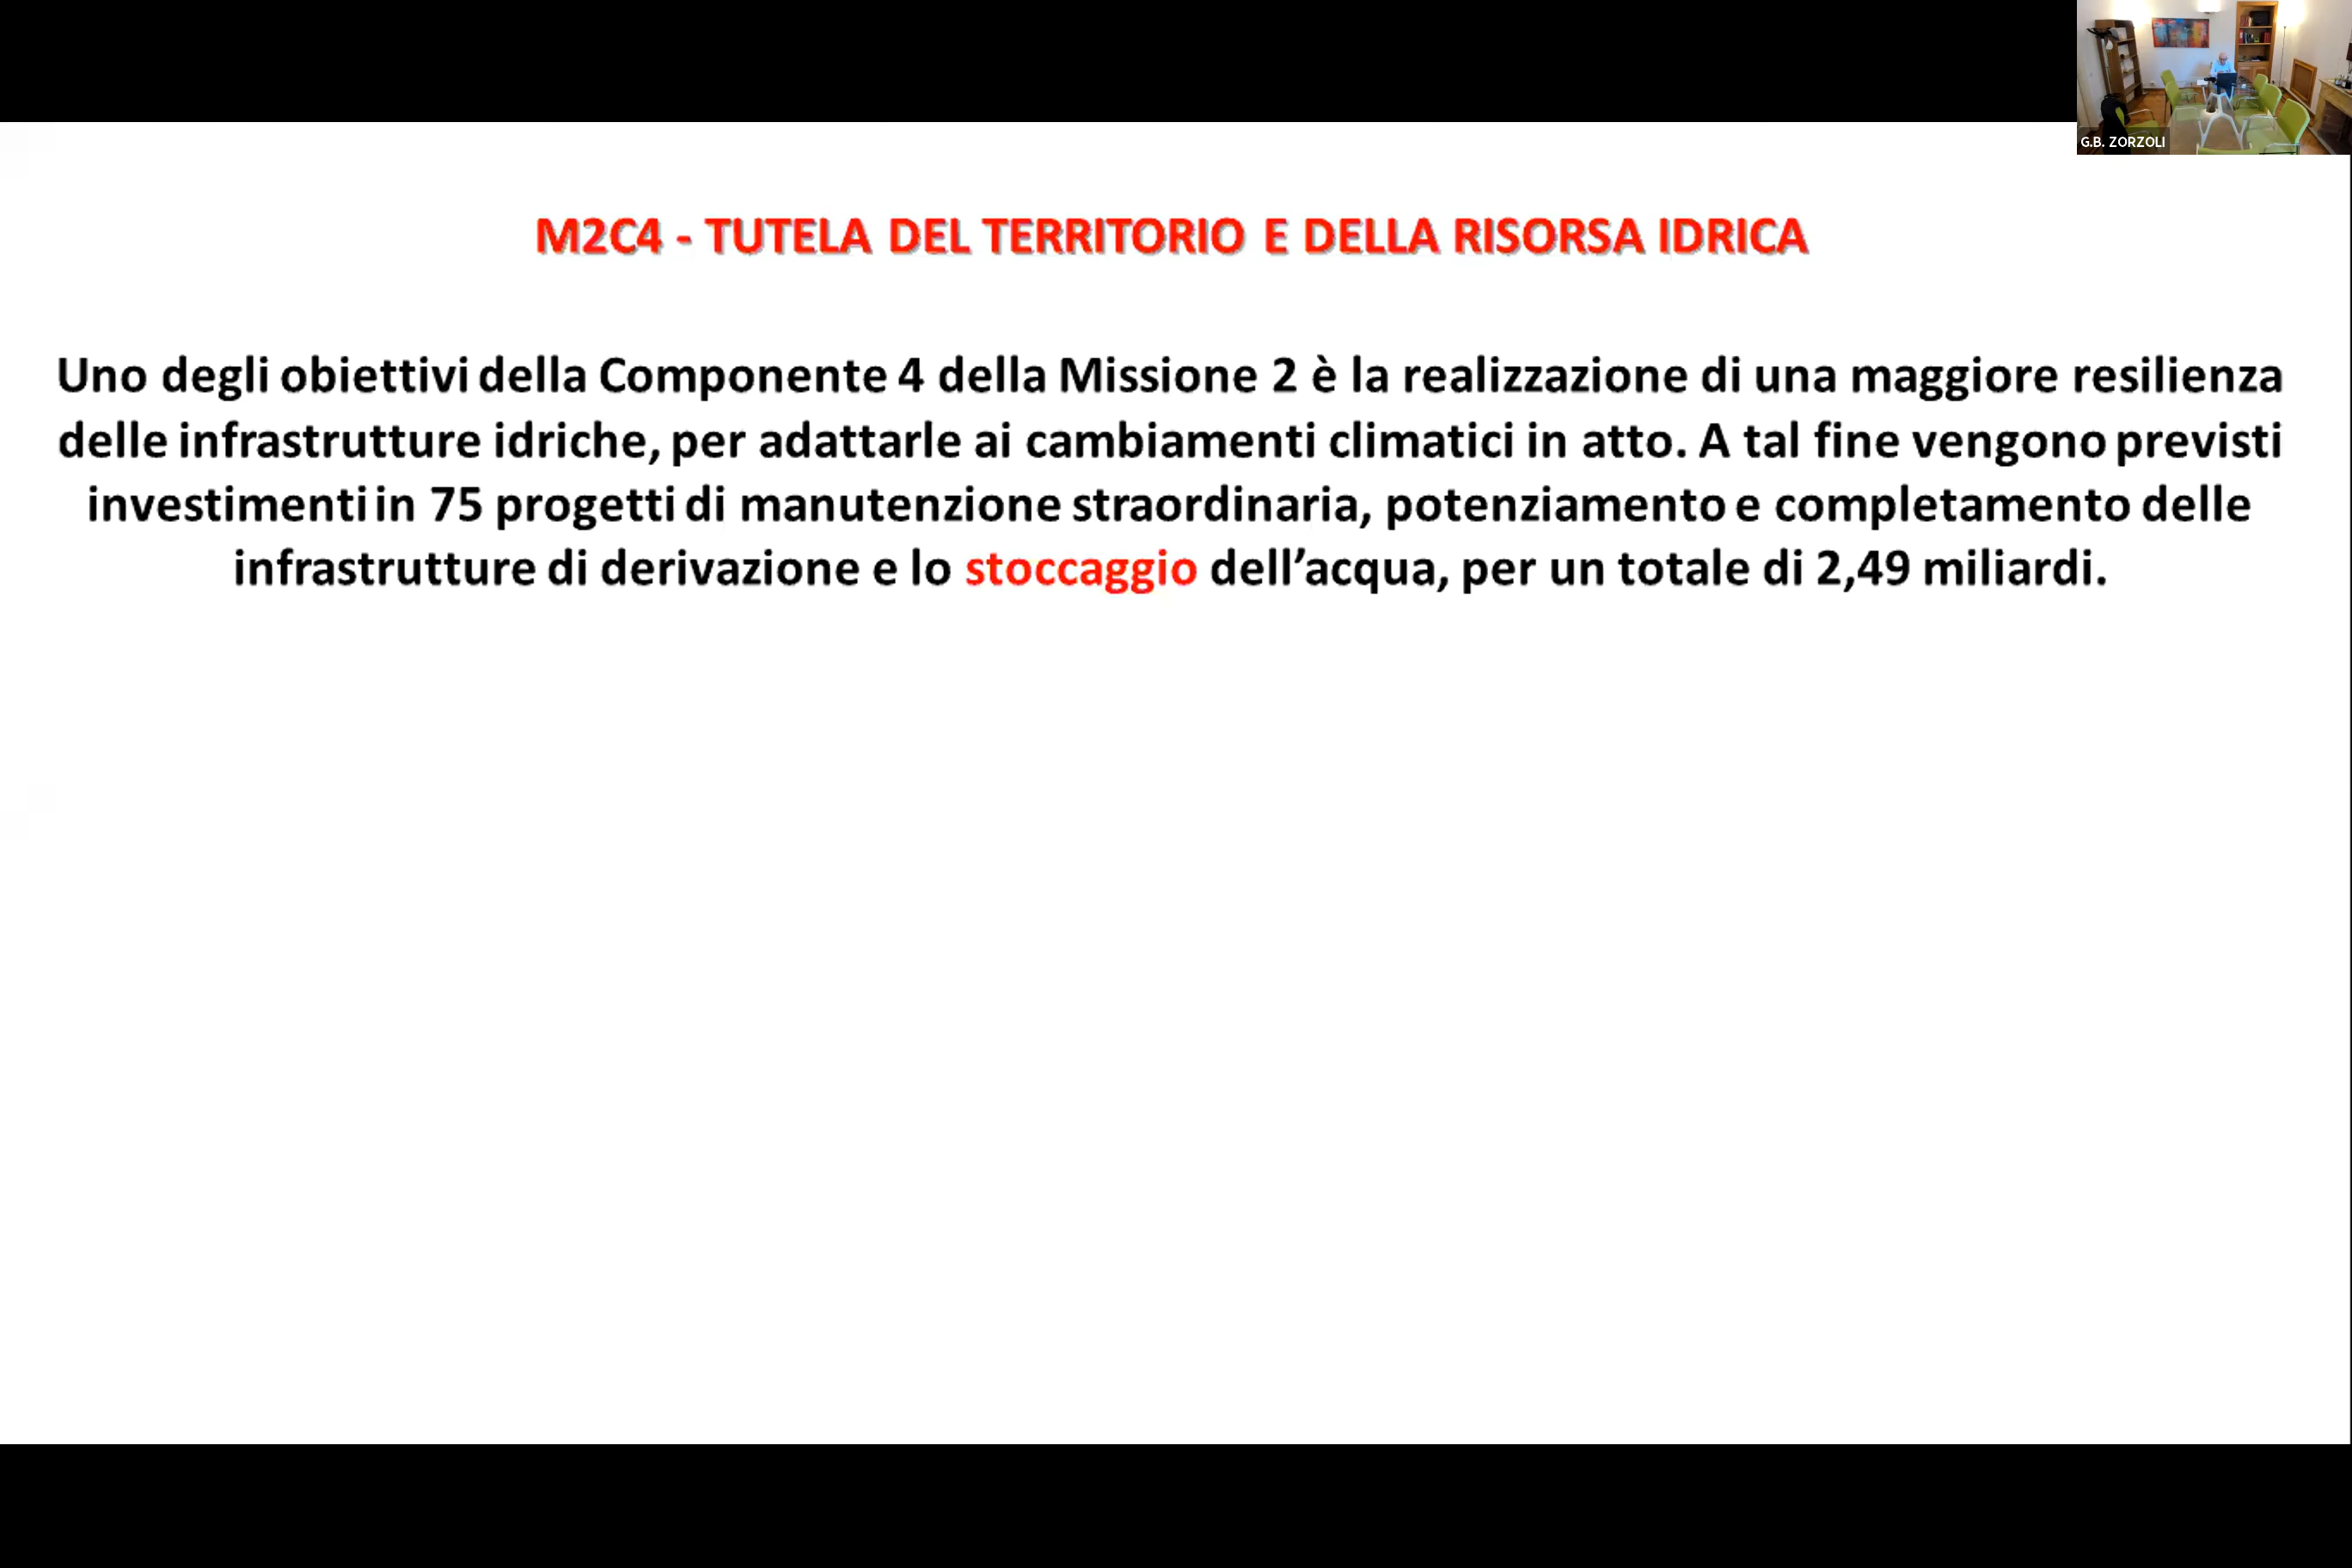 G.B. ZORZOLI
M2C4 - TUTELA DEL TERRITORIO E DELLA RISORSA IDRICA
Uno degli obiettivi della Componente 4 della Missione 2 è la realizzazione di una maggiore resilienza
delle infrastrutture idriche, per adattarle ai cambiamenti climatici in atto. A tal fine vengono previsti
investimenti in 75 progetti di manutenzione straordinaria, potenziamento e completamento delle
infrastrutture di derivazione e lo stoccaggio dell’acqua, per un totale di 2,49 miliardi.